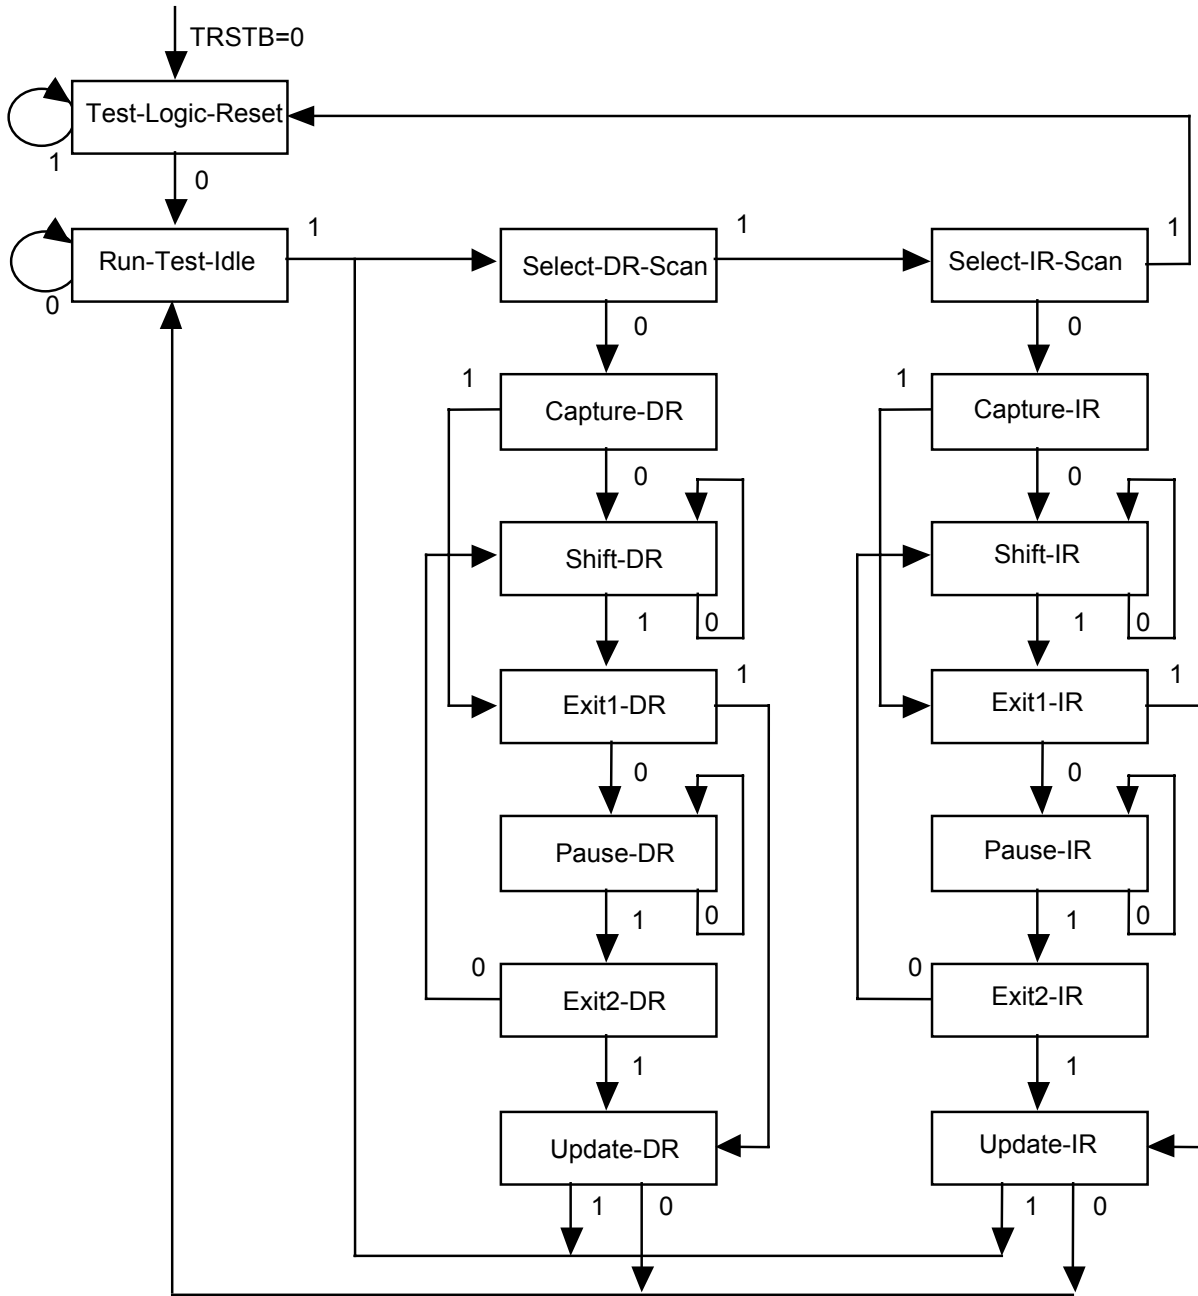 TRSTB=0
Test-Logic-Reset
1
0
Run-Test-Idle
0
1
Select-DR-Scan
1
Select-IR-Scan
1
0
0
1
Capture-DR
1
Capture-IR
0
0
Shift-DR
Shift-IR
1
0
1
0
Exit1-DR
1
Exit1-IR
1
0
0
Pause-DR
Pause-IR
1
0
1
0
0
Exit2-DR
0
Exit2-IR
1
1
Update-DR
Update-IR
1
0
1
0